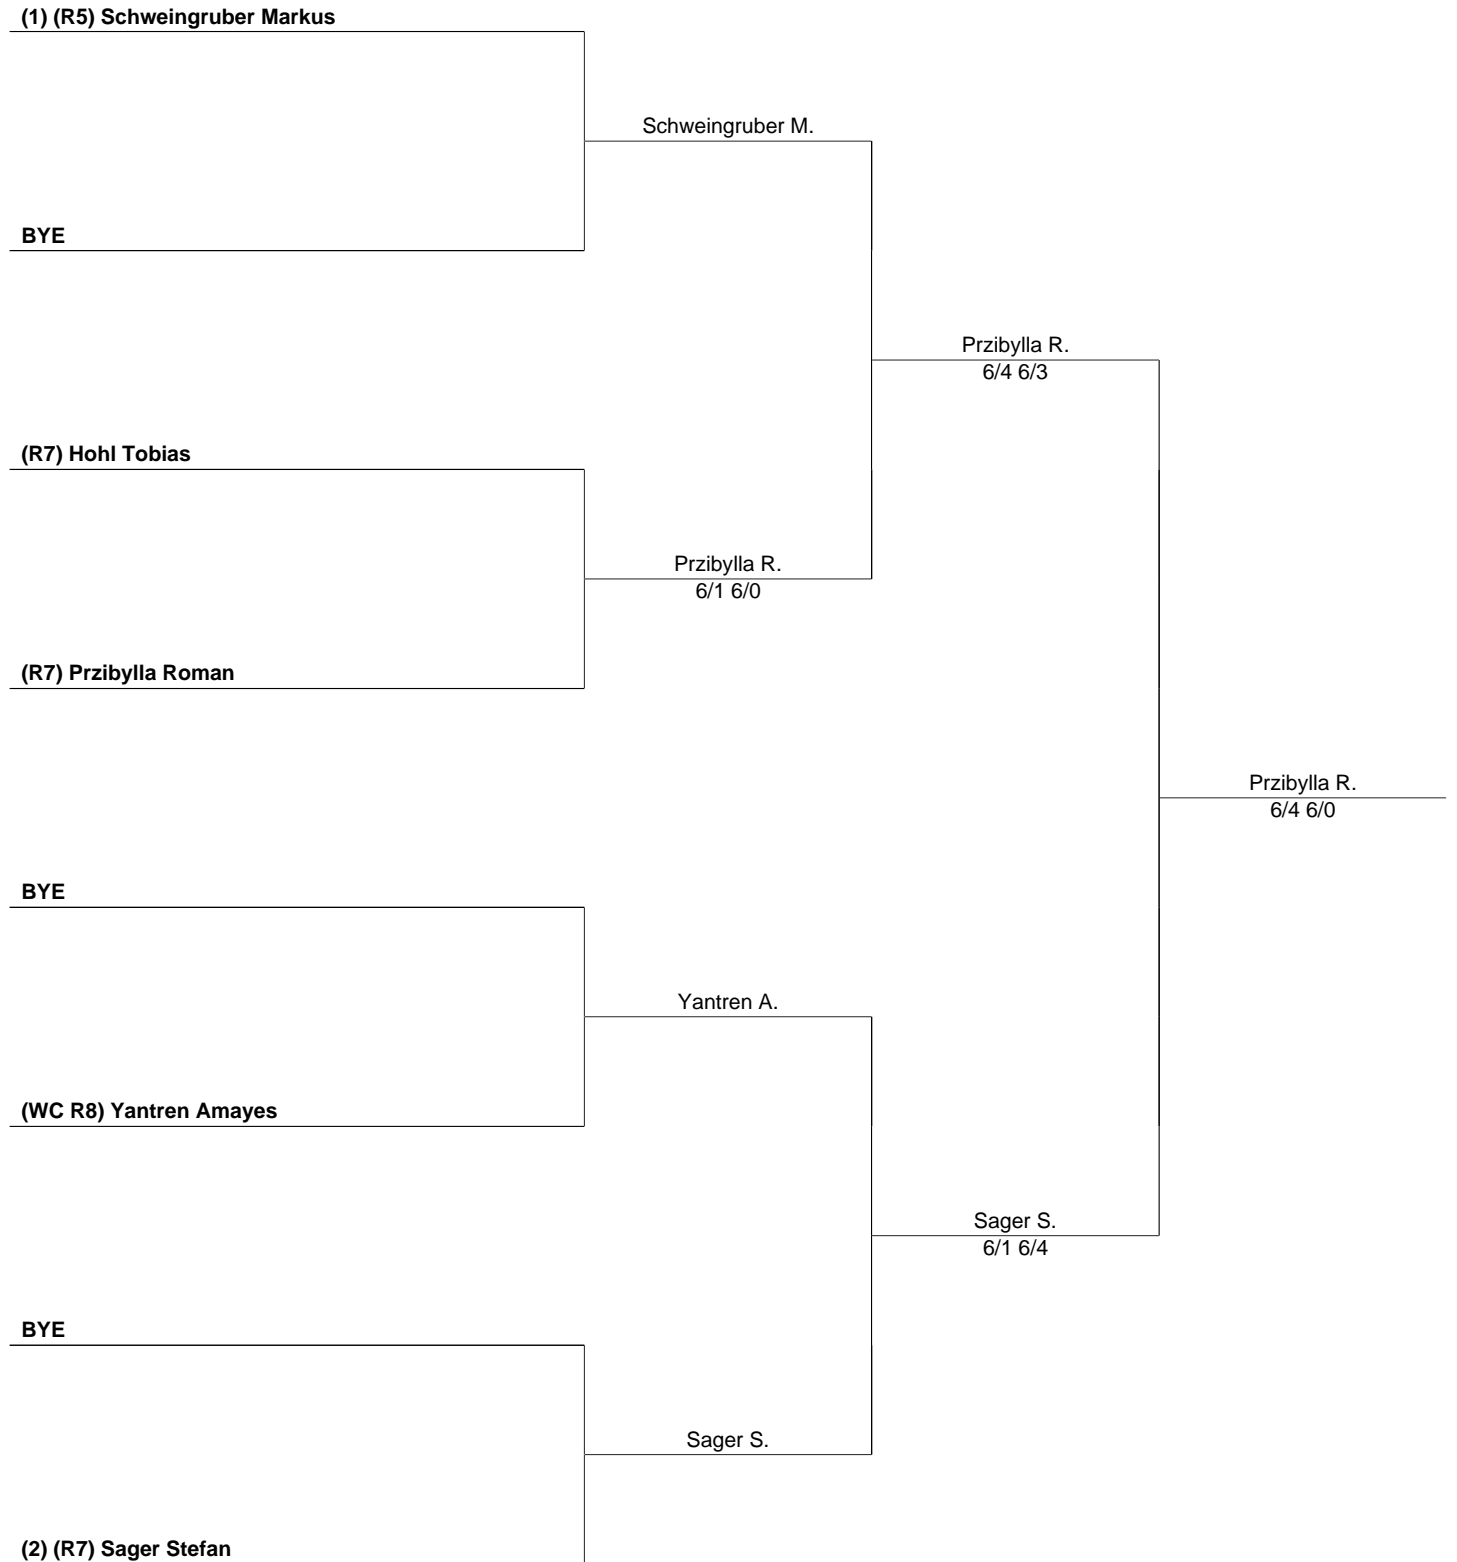 (1) (R5) Schweingruber Markus
Schweingruber M.
BYE
Przibylla R.
6/4 6/3
(R7) Hohl Tobias
Przibylla R.
6/1 6/0
(R7) Przibylla Roman
Przibylla R.
6/4 6/0
BYE
Yantren A.
(WC R8) Yantren Amayes
Sager S.
6/1 6/4
BYE
Sager S.
(2) (R7) Sager Stefan